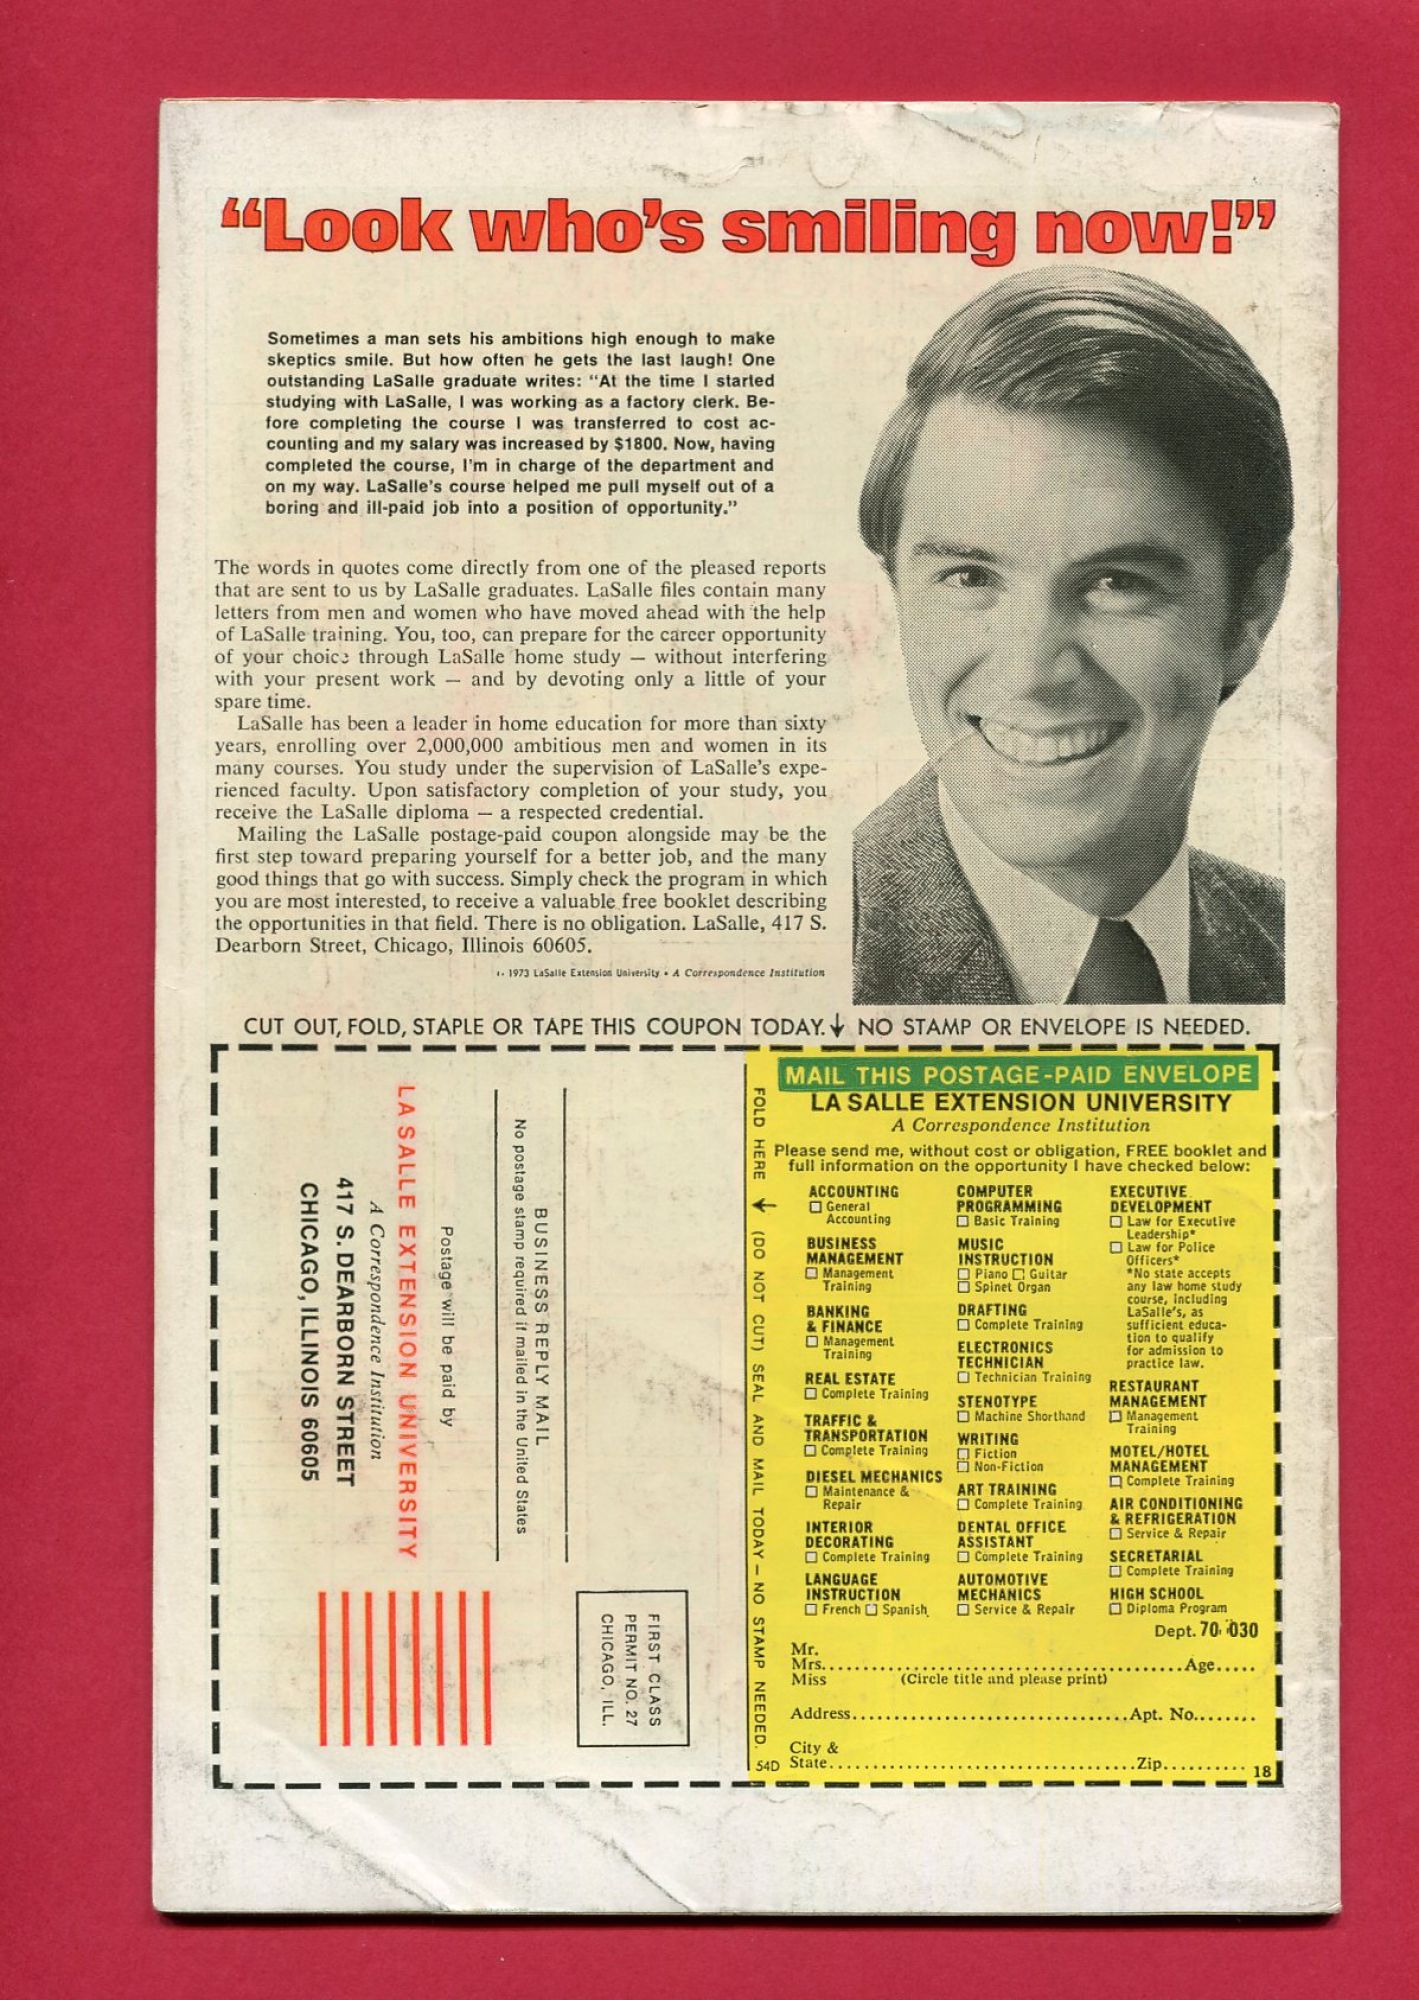 “Look who’s smiling now!”
Sometimes a man sets his ambitions high enough to make
skeptics smile. But how often he gets the last laugh! One
outstanding LaSalle graduate writes: “At the time I started
studying with LaSalle, I was working as a factory clerk. Be-
fore completing the course I was transferred to cost ac-
counting and my salary was increased by $1800. Now, having
completed the course, I’m in charge of the department and
on my way. LaSalle’s course helped me pull myself out of a
boring and ill-paid job into a position of opportunity.”
The words in quotes come directly from one of the pleased reports
that are sent to us by LaSalle graduates. LaSalle files contain many
letters from men and women who have moved ahead with the help
of LaSalle training. You, too, can prepare for the career opportunity
of your choice through LaSalle home study — without interfering
with your present work — and by devoting only a little of your
spare time.
LaSalle has been a leader in home education for more than sixty
years, enrolling over 2,000,000 ambitious men and women in its
many courses. You study under the supervision of LaSalle’s expe-
rienced faculty. Upon satisfactory completion of your study, you
receive the LaSalle diploma — a respected credential.
Mailing the LaSalle postage-paid coupon alongside may be the
first step toward preparing yourself for a better job, and the many
good things that go with success. Simply check the program in which
you are most interested, to receive a valuable free booklet describing
the opportunities in that field. There is no obligation. LaSalle, 417 S.
Dearborn Street, Chicago, Illinois 60605.
1973 LaSalle Extension University • A Correspondence Institution
CUT OUT, FOLD, STAPLE OR TAPE THIS COUPON TODAY. ↓ NO STAMP OR ENVELOPE IS NEEDED.
FIRST CLASS
PERMIT NO. 27
CHICAGO, ILL.
BUSINESS REPLY MAIL
No postage stamp required if mailed in the United States
Postage will be paid by
LA SALLE EXTENSION UNIVERSITY
A Correspondence Institution
417 S. DEARBORN STREET
CHICAGO, ILLINOIS 60605
FOLD HERE ↓ (DO NOT CUT) SEAL AND MAIL TODAY — NO STAMP NEEDED.
MAIL THIS POSTAGE-PAID ENVELOPE
LA SALLE EXTENSION UNIVERSITY
A Correspondence Institution
Please send me, without cost or obligation, FREE booklet and
full information on the opportunity I have checked below:
ACCOUNTING
☐ General
Accounting
BUSINESS
MANAGEMENT
☐ Management
Training
BANKING
& FINANCE
☐ Management
Training
REAL ESTATE
☐ Complete Training
TRAFFIC &
TRANSPORTATION
☐ Complete Training
DIESEL MECHANICS
☐ Maintenance &
Repair
INTERIOR
DECORATING
☐ Complete Training
LANGUAGE
INSTRUCTION
☐ French ☐ Spanish
COMPUTER
PROGRAMMING
☐ Basic Training
MUSIC
INSTRUCTION
☐ Piano ☐ Guitar
☐ Spinet Organ
DRAFTING
☐ Complete Training
ELECTRONICS
TECHNICIAN
☐ Technician Training
STENOTYPE
☐ Machine Shorthand
WRITING
☐ Fiction
☐ Non-Fiction
ART TRAINING
☐ Complete Training
DENTAL OFFICE
ASSISTANT
☐ Complete Training
AUTOMOTIVE
MECHANICS
☐ Service & Repair
EXECUTIVE
DEVELOPMENT
☐ Law for Executive
Leadership*
☐ Law for Police
Officers*
*No state accepts
any law home study
course, including
LaSalle’s, as
sufficient educa-
tion to qualify
for admission to
practice law.
RESTAURANT
MANAGEMENT
☐ Management
Training
MOTEL/HOTEL
MANAGEMENT
☐ Complete Training
AIR CONDITIONING
& REFRIGERATION
☐ Service & Repair
SECRETARIAL
☐ Complete Training
HIGH SCHOOL
☐ Diploma Program
Dept. 70-030
Mr.
Mrs. Age
Miss (Circle title and please print)
Address Apt. No.
City &
State Zip
54D
18